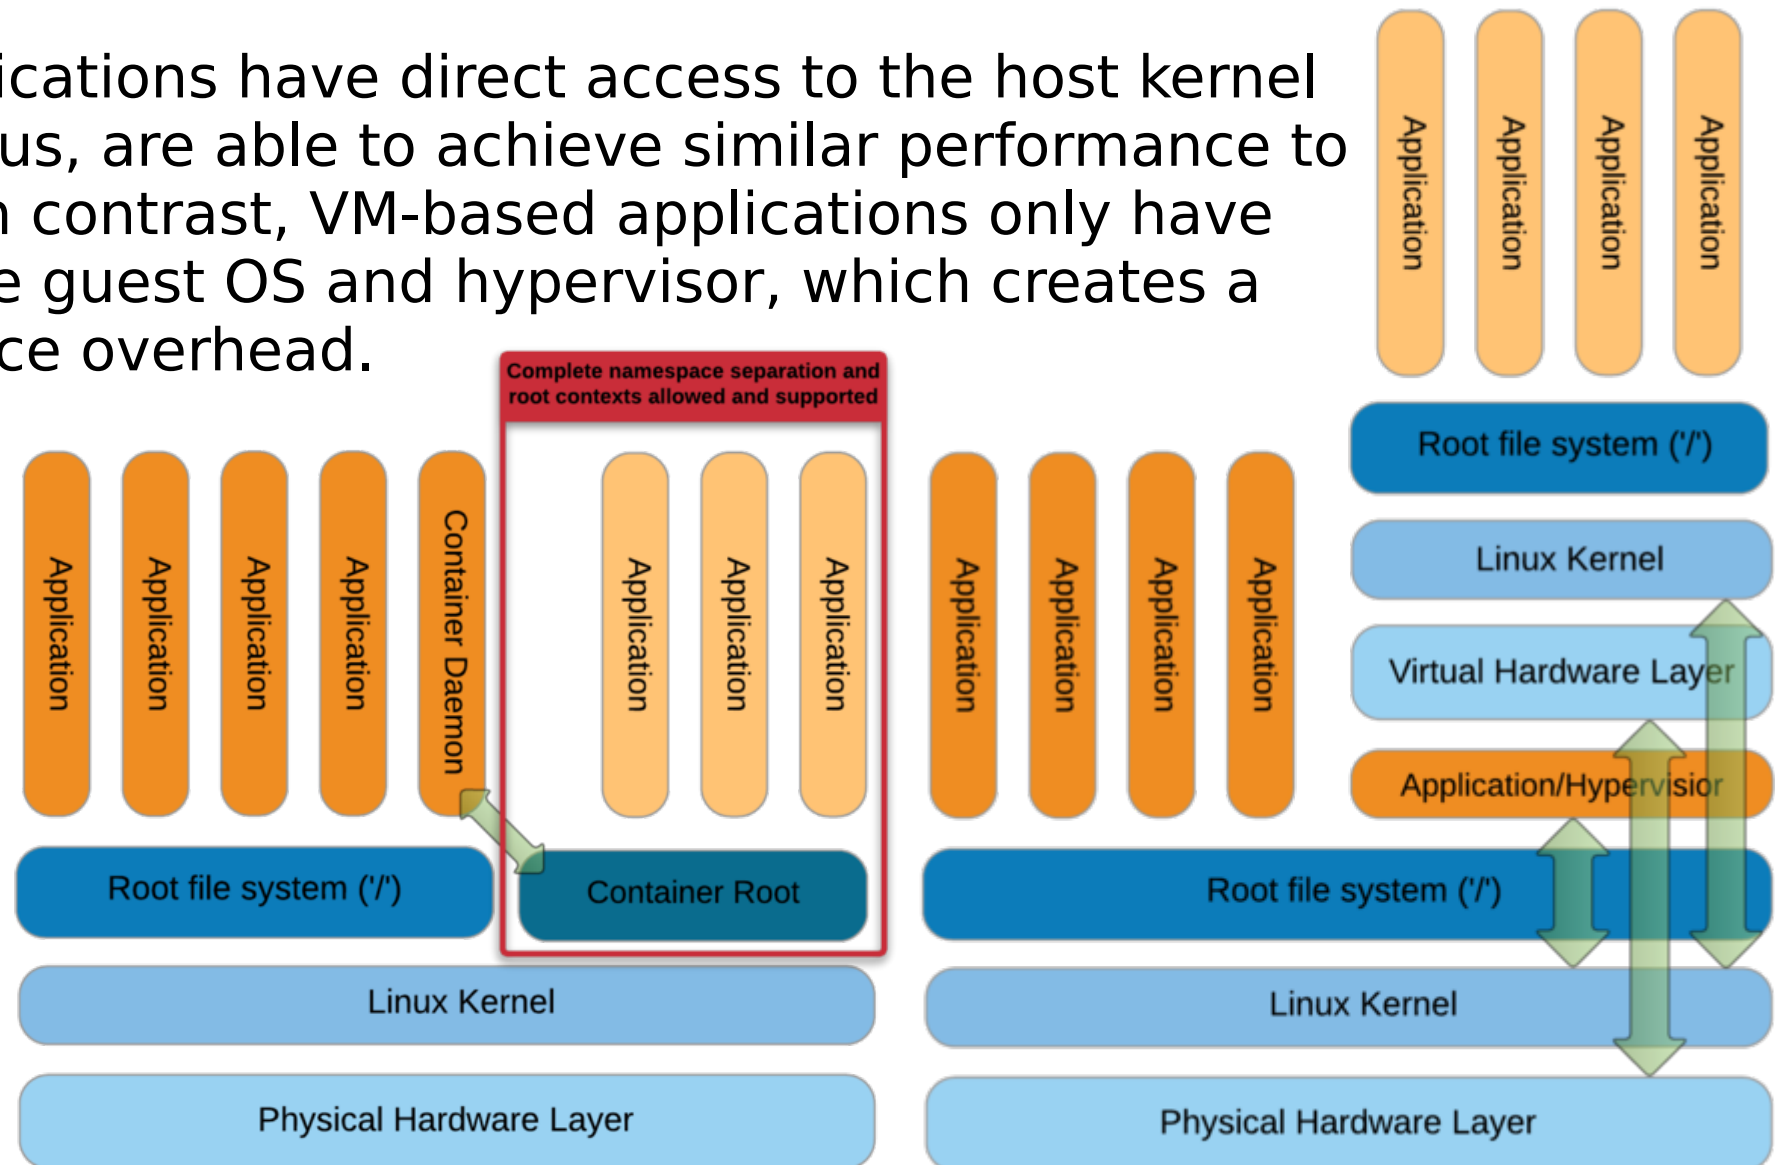 ications have direct access to the host kernel
us, are able to achieve similar performance to
n contrast, VM-based applications only have
e guest OS and hypervisor, which creates a
ce overhead.
Complete namespace separation and
root contexts allowed and supported
Application
Application
Application
Application
Container Daemon
Application
Application
Application
Root file system ('/')
Container Root
Linux Kernel
Physical Hardware Layer
Application
Application
Application
Application
Application
Application
Application
Application
Root file system ('/')
Linux Kernel
Virtual Hardware Layer
Application/Hypervisior
Root file system ('/')
Linux Kernel
Physical Hardware Layer